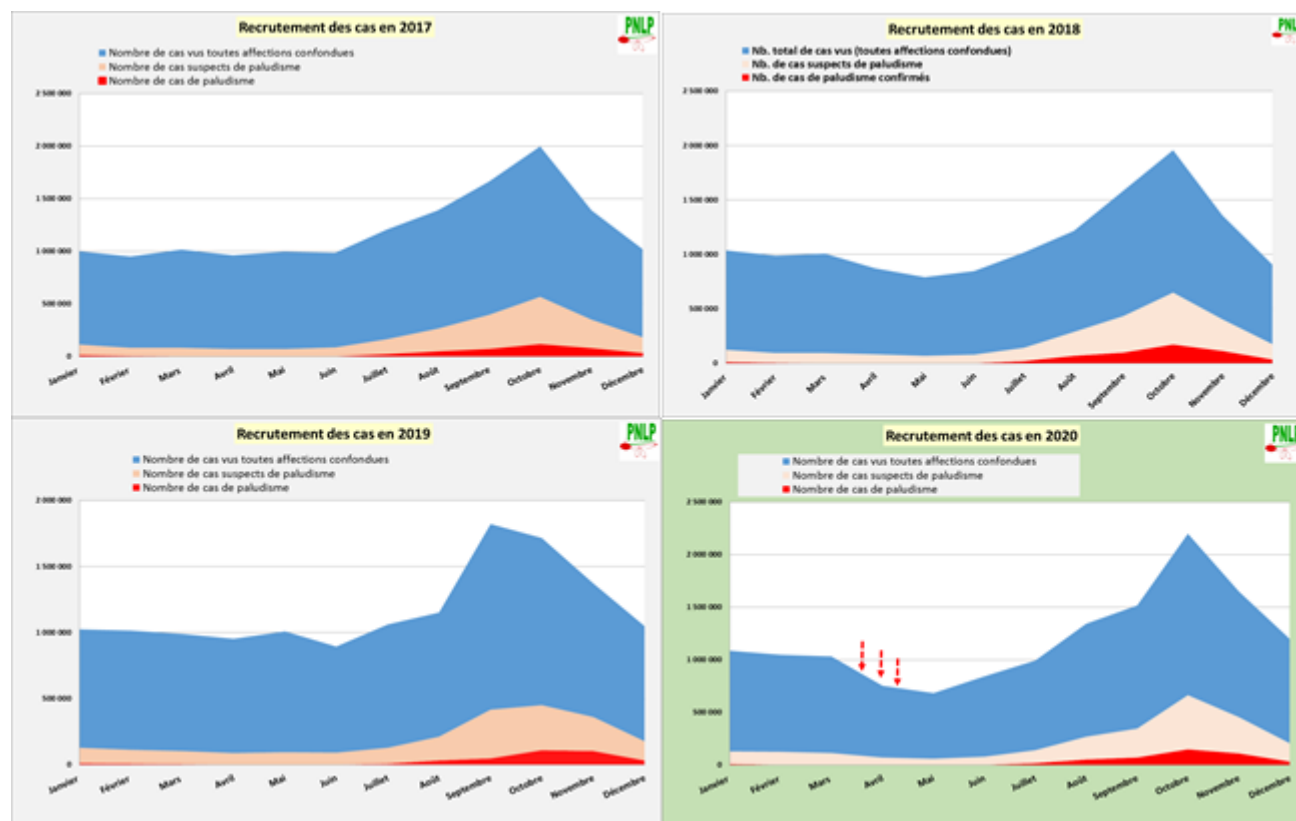 Recrutement des cas en 2017
PNLP
Nombre de cas vus toutes affections confondues
Nombre de cas suspects de paludisme
Nombre de cas de paludisme
2 500 000
2 000 000
1 500 000
1 000 000
500 000
0
Janvier
Février
Mars
Avril
Mai
Juin
Juillet
Août
Septembre
Octobre
Novembre
Décembre
Recrutement des cas en 2018
PNLP
Nb. total de cas vus (toutes affections confondues)
Nb. de cas suspects de paludisme
Nb. de cas de paludisme confirmés
2 500 000
2 000 000
1 500 000
1 000 000
500 000
0
Janvier
Février
Mars
Avril
Mai
Juin
Juillet
Août
Septembre
Octobre
Novembre
Décembre
Recrutement des cas en 2019
PNLP
Nombre de cas vus toutes affections confondues
Nombre de cas suspects de paludisme
Nombre de cas de paludisme
2 000 000
1 500 000
1 000 000
500 000
0
Janvier
Février
Mars
Avril
Mai
Juin
Juillet
Août
Septembre
Octobre
Novembre
Décembre
Recrutement des cas en 2020
PNLP
Nombre de cas vus toutes affections confondues
Nombre de cas suspects de paludisme
Nombre de cas de paludisme
2 500 000
2 000 000
1 500 000
1 000 000
500 000
0
Janvier
Février
Mars
Avril
Mai
Juin
Juillet
Août
Septembre
Octobre
Novembre
Décembre